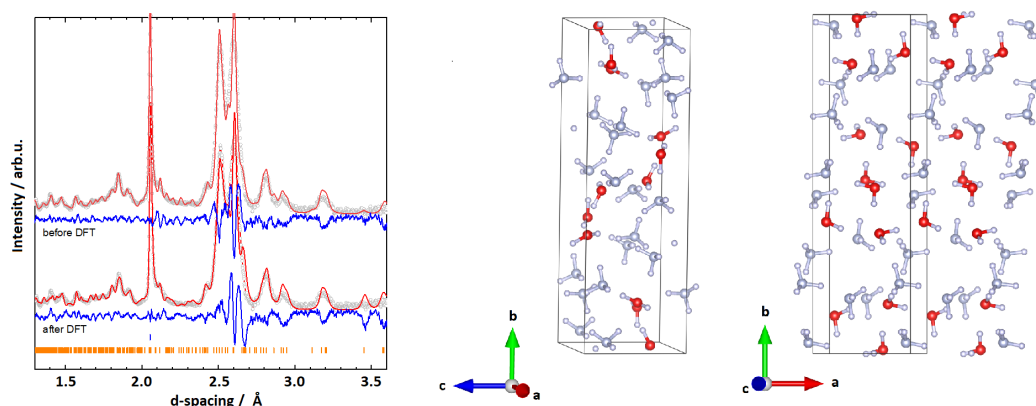 Intensity / arb.u.
before DFT
after DFT
1.5 2.0 2.5 3.0 3.5
d-spacing / Å
b
c
a
b
c
a